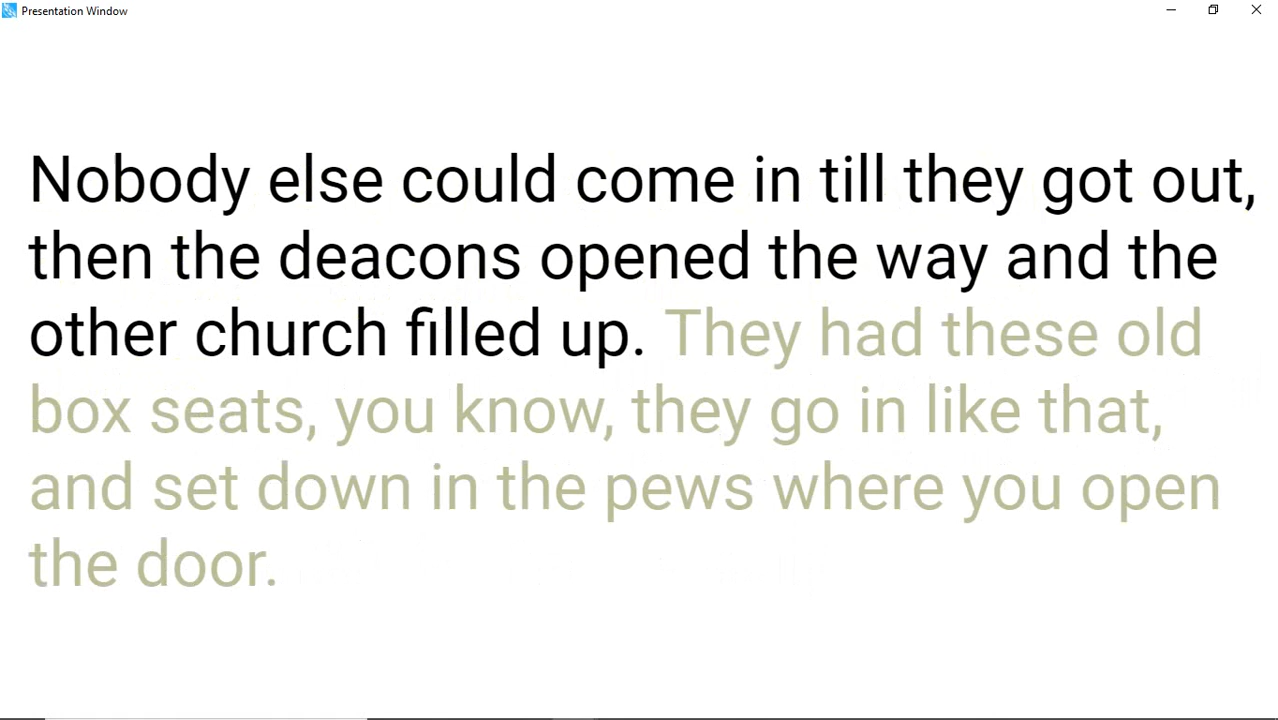 Presentation Window
Nobody else could come in till they got out,
then the deacons opened the way and the
other church filled up. They had these old
box seats, you know, they go in like that,
and set down in the pews where you open
the door.